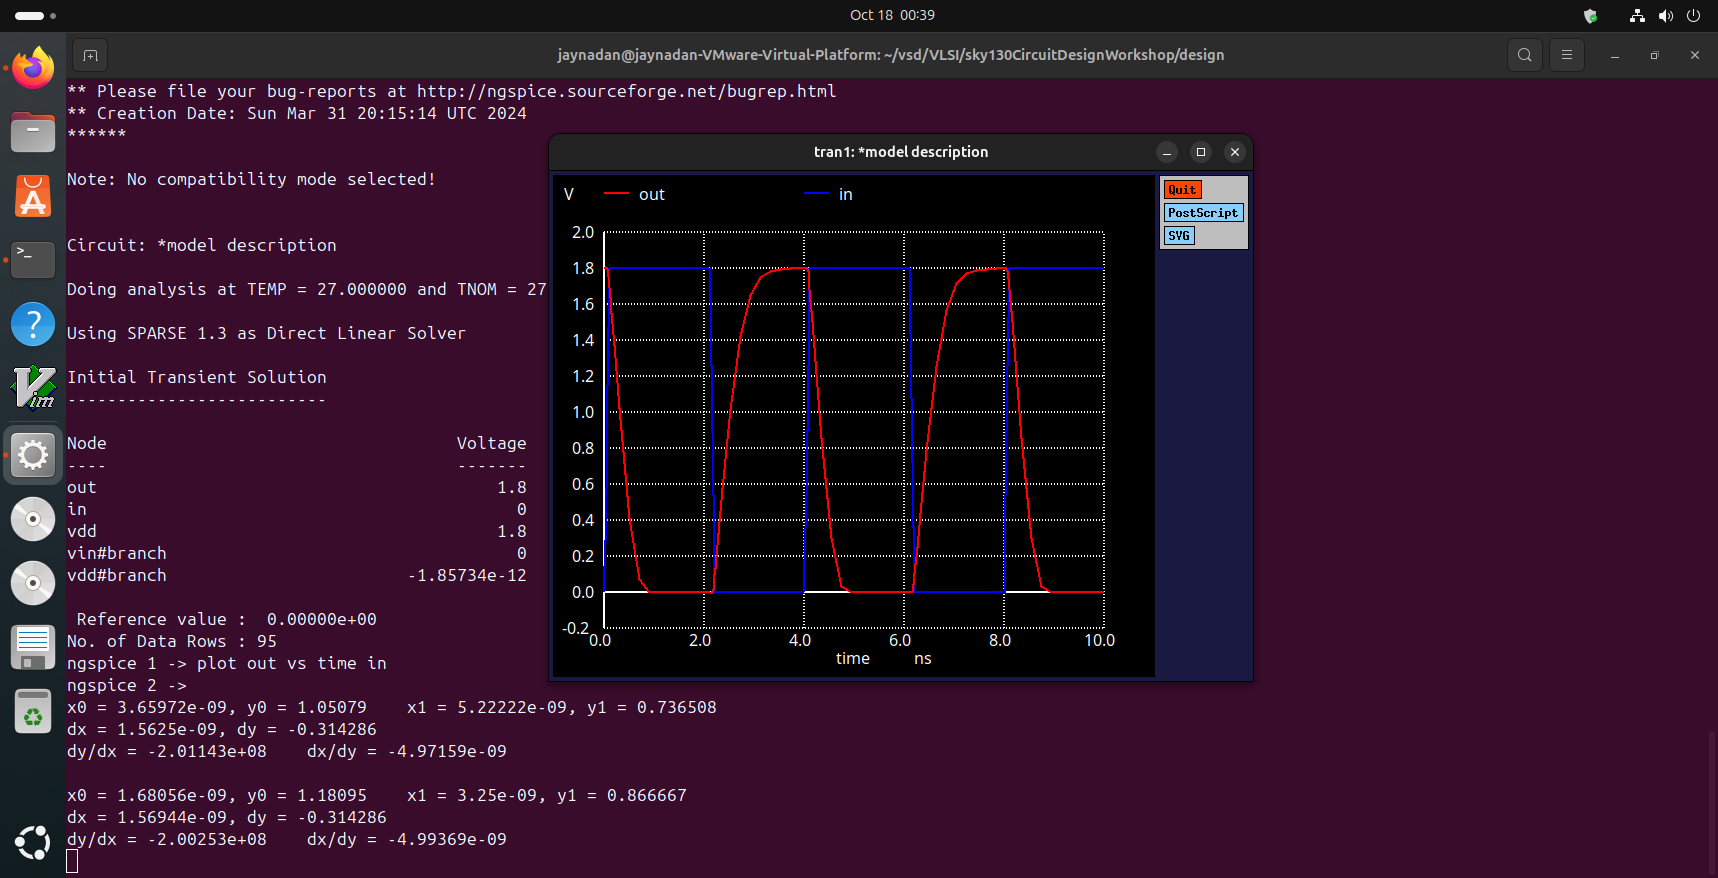 Oct 18 00:39
jaynadan@jaynadan-VMware-Virtual-Platform: ~/vsd/VLSI/sky130CircuitDesignWorkshop/design
** Please file your bug-reports at http://ngspice.sourceforge.net/bugrep.html
** Creation Date: Sun Mar 31 20:15:14 UTC 2024
******
Note: No compatibility mode selected!
Circuit: *model description
Doing analysis at TEMP = 27.000000 and TNOM = 27
Using SPARSE 1.3 as Direct Linear Solver
Initial Transient Solution
--------------------------
Node Voltage
---- -------
out 1.8
in 0
vdd 1.8
vin#branch 0
vdd#branch -1.85734e-12
Reference value : 0.00000e+00
No. of Data Rows : 95
ngspice 1 -> plot out vs time in
ngspice 2 ->
x0 = 3.65972e-09, y0 = 1.05079 x1 = 5.22222e-09, y1 = 0.736508
dx = 1.5625e-09, dy = -0.314286
dy/dx = -2.01143e+08 dx/dy = -4.97159e-09
x0 = 1.68056e-09, y0 = 1.18095 x1 = 3.25e-09, y1 = 0.866667
dx = 1.56944e-09, dy = -0.314286
dy/dx = -2.00253e+08 dx/dy = -4.99369e-09
tran1: *model description
V out in
Quit
PostScript
SVG
2.0
1.8
1.6
1.4
1.2
1.0
0.8
0.6
0.4
0.2
0.0
-0.2
0.0 2.0 4.0 6.0 8.0 10.0
time ns
>_
?
Vim